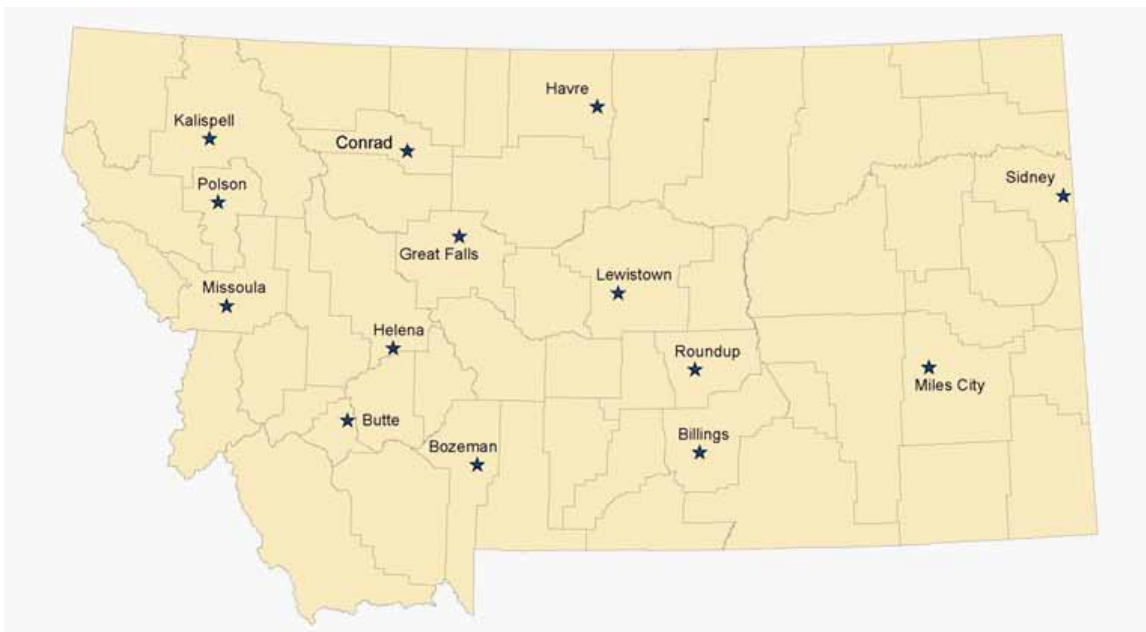 Havre
Kalispell
Conrad
Sidney
Polson
Great Falls
Lewistown
Missoula
Helena
Roundup
Miles City
Butte
Billings
Bozeman